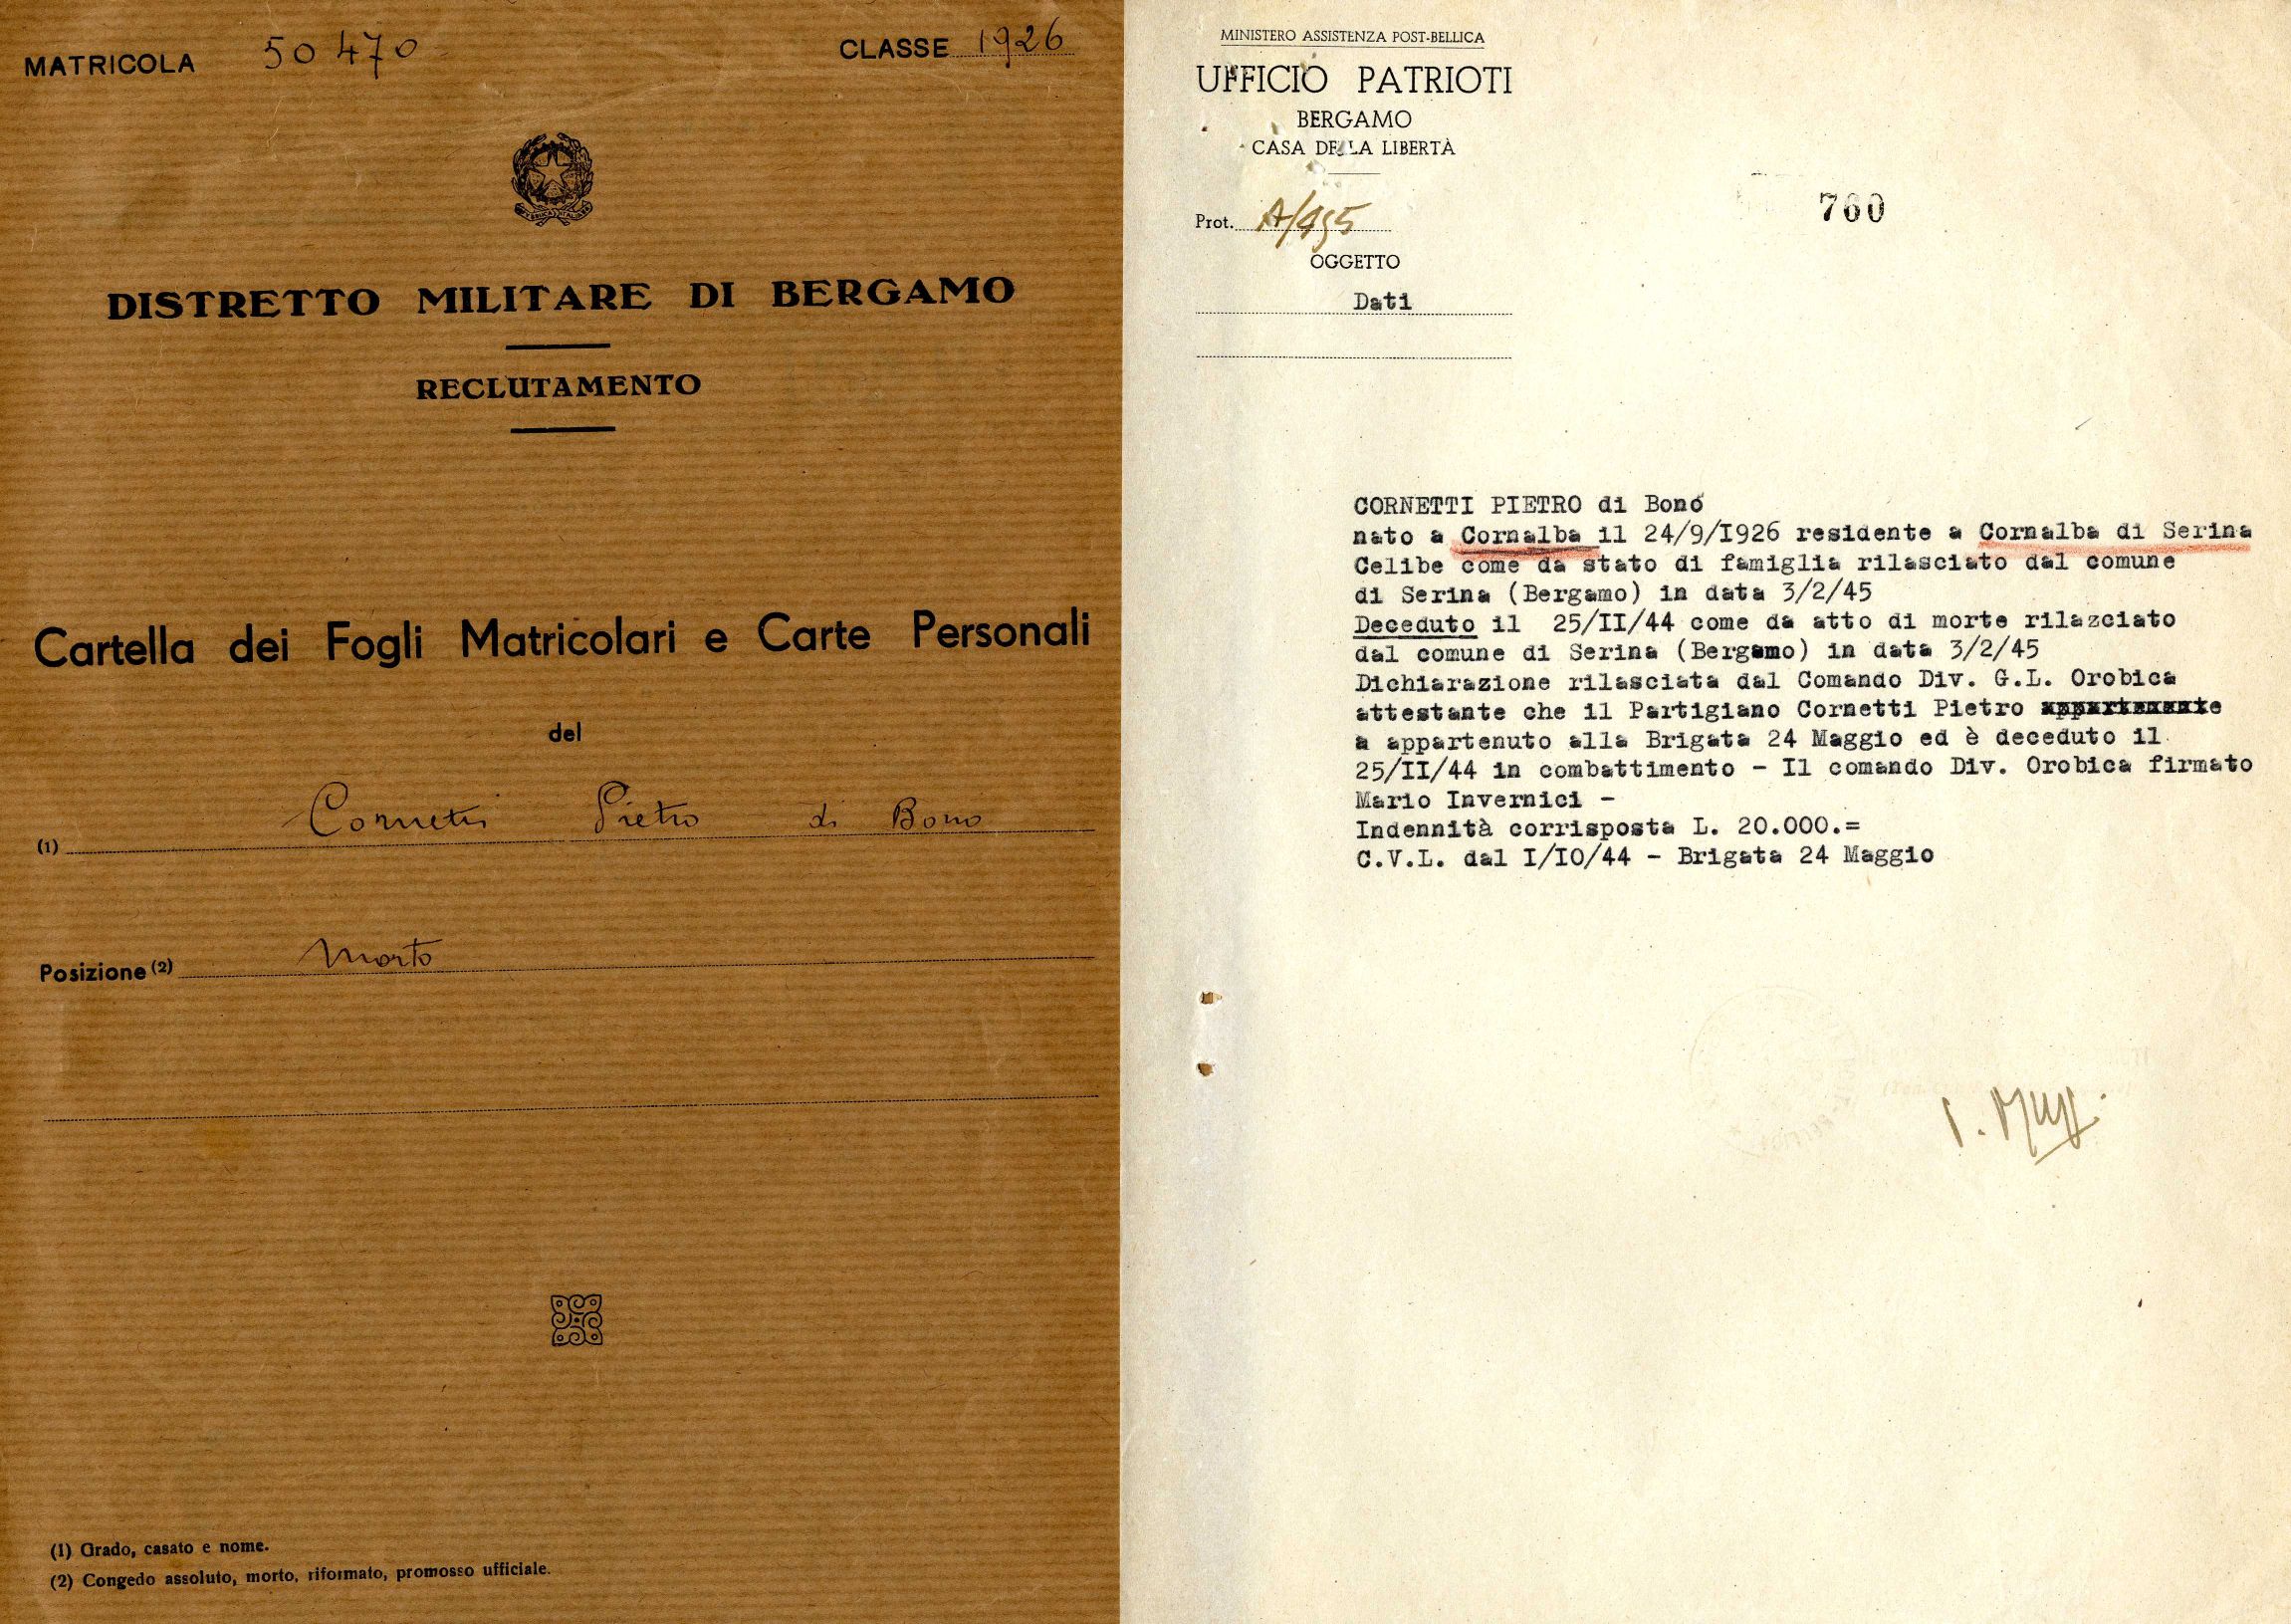 MATRICOLA 50470
CLASSE 1926
DISTRETTO MILITARE DI BERGAMO
RECLUTAMENTO
Cartella dei Fogli Matricolari e Carte Personali
del
(1) Cornetti Pietro di Bono
Posizione (2) Morto
(1) Grado, casato e nome.
(2) Congedo assoluto, morto, riformato, promosso ufficiale.
MINISTERO ASSISTENZA POST-BELLICA
UFFICIO PATRIOTI
BERGAMO
CASA DELLA LIBERTÀ
760
Prot. A/495
OGGETTO
Dati
CORNETTI PIETRO di Bono
nato a Cornalba il 24/9/I926 residente a Cornalba di Serina
Celibe come da stato di famiglia rilasciato dal comune
di Serina (Bergamo) in data 3/2/45
Deceduto il 25/II/44 come da atto di morte rilazciato
dal comune di Serina (Bergamo) in data 3/2/45
Dichiarazione rilasciata dal Comando Div. G.L. Orobica
attestante che il Partigiano Cornetti Pietro
a appartenuto alla Brigata 24 Maggio ed è deceduto il
25/II/44 in combattimento - Il comando Div. Orobica firmato
Mario Invernici -
Indennità corrisposta L. 20.000.=
C.V.L. dal I/IO/44 - Brigata 24 Maggio